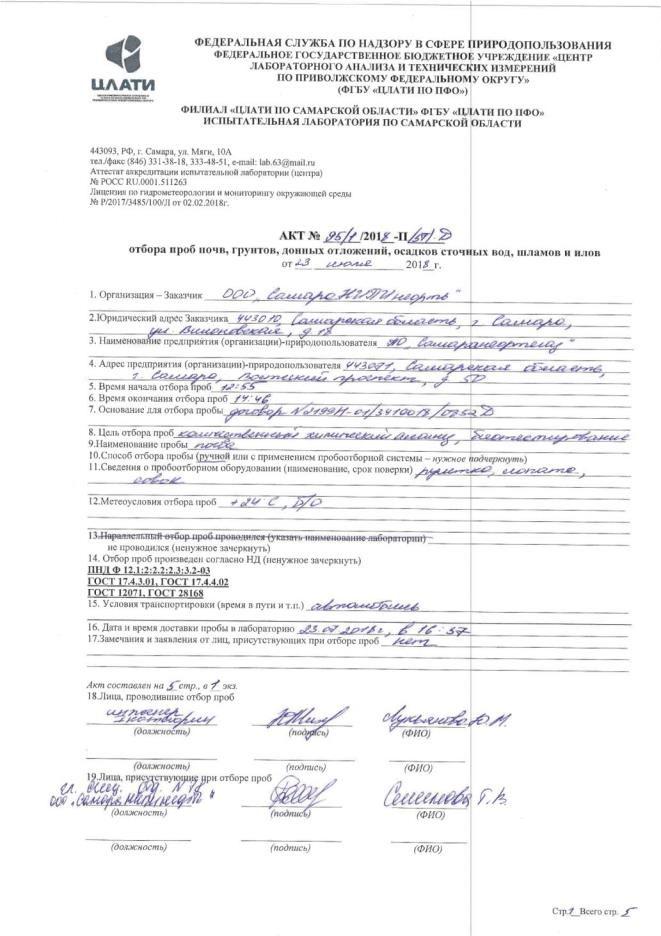 ЦЛАТИ
ФЕДЕРАЛЬНАЯ СЛУЖБА ПО НАДЗОРУ В СФЕРЕ ПРИРОДОПОЛЬЗОВАНИЯ
ФЕДЕРАЛЬНОЕ ГОСУДАРСТВЕННОЕ БЮДЖЕТНОЕ УЧРЕЖДЕНИЕ «ЦЕНТР
ЛАБОРАТОРНОГО АНАЛИЗА И ТЕХНИЧЕСКИХ ИЗМЕРЕНИЙ
ПО ПРИВОЛЖСКОМУ ФЕДЕРАЛЬНОМУ ОКРУГУ»
(ФГБУ «ЦЛАТИ ПО ПФО»)
ФИЛИАЛ «ЦЛАТИ ПО САМАРСКОЙ ОБЛАСТИ» ФГБУ «ЦЛАТИ ПО ПФО»
ИСПЫТАТЕЛЬНАЯ ЛАБОРАТОРИЯ ПО САМАРСКОЙ ОБЛАСТИ
443093, РФ, г. Самара, ул. Мяги, 10А
тел./факс (846) 331-38-18, 333-48-51, e-mail: lab.63@mail.ru
Аттестат аккредитации испытательной лаборатории (центра)
№ РОСС RU.0001.511263
Лицензия по гидрометеорологии и мониторингу окружающей среды
№ Р/2017/3485/100/Л от 02.02.2018г.
АКТ № 95/1/2018-П/57/-Д
отбора проб почв, грунтов, донных отложений, осадков сточных вод, шламов и илов
от 23 июля 2018 г.
1. Организация – Заказчик ООО „СамараНИПИнефть"
2.Юридический адрес Заказчика 443010, Самарская область, г. Самара,
ул. Вилоновская, д. 18
3. Наименование предприятия (организации)-природопользователя АО „Самаранефтегаз"
4. Адрес предприятия (организации)-природопользователя 443071, Самарская область,
г. Самара, Волжский проспект, д. 50
5. Время начала отбора проб 12:55
6. Время окончания отбора проб 14:46
7. Основание для отбора пробы договор №
8. Цель отбора проб количественный химический анализ, биотестирование
9.Наименование пробы почва
10.Способ отбора пробы (ручной или с применением пробоотборной системы – нужное подчеркнуть)
11.Сведения о пробоотборном оборудовании (наименование, срок поверки) рулетка, лопата,
совок
12.Метеоусловия отбора проб +24°С, Б/О
13.Параллельный отбор проб проводился (указать наименование лаборатории)
не проводился (ненужное зачеркнуть)
14. Отбор проб произведен согласно НД (ненужное зачеркнуть)
ПНД Ф 12.1:2:2.2:2.3:3.2-03
ГОСТ 17.4.3.01, ГОСТ 17.4.4.02
ГОСТ 12071, ГОСТ 28168
15. Условия транспортировки (время в пути и т.п.) автомобиль
16. Дата и время доставки пробы в лабораторию 23.07.2018г, в 16:57
17.Замечания и заявления от лиц, присутствующих при отборе проб нет
Акт составлен на 5 стр., в 1 экз.
18.Лица, проводившие отбор проб
инженер Лукьянова Ю.М.
(должность) (подпись) (ФИО)
(должность) (подпись) (ФИО)
19.Лица, присутствующие при отборе проб
гл. спец. отд. №
ООО „СамараНИПИнефть" Семенова Г.В.
(должность) (подпись) (ФИО)
(должность) (подпись) (ФИО)
Стр.1 Всего стр. 5